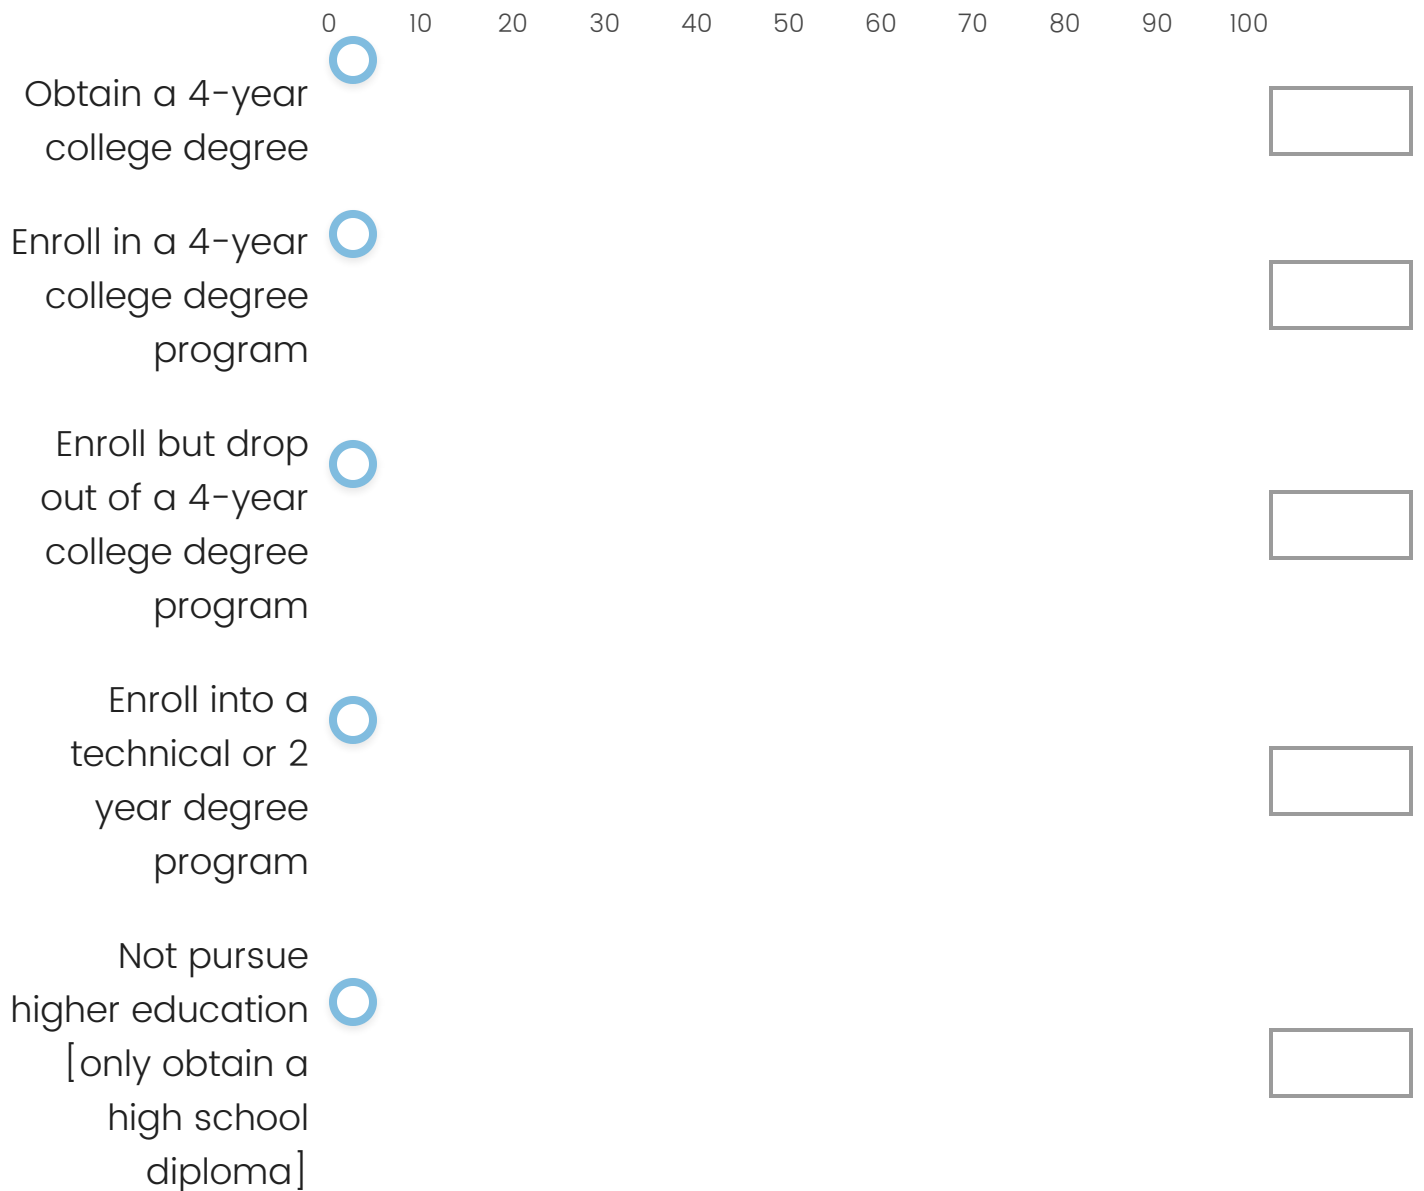 0 10 20 30 40 50 60 70 80 90 100
Obtain a 4-year
college degree
Enroll in a 4-year
college degree
program
Enroll but drop
out of a 4-year
college degree
program
Enroll into a
technical or 2
year degree
program
Not pursue
higher education
[only obtain a
high school
diploma]